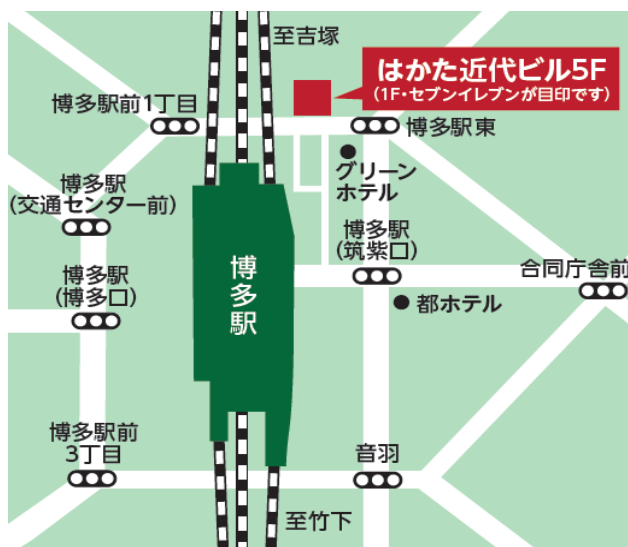 至吉塚
はかた近代ビル5F
(1F・セブンイレブンが目印です)
博多駅前1丁目
博多駅東
グリーン
ホテル
博多駅
(交通センター前)
博多駅
(筑紫口)
合同庁舎前
博多駅
博多駅
(博多口)
都ホテル
博多駅前
3丁目
音羽
至竹下